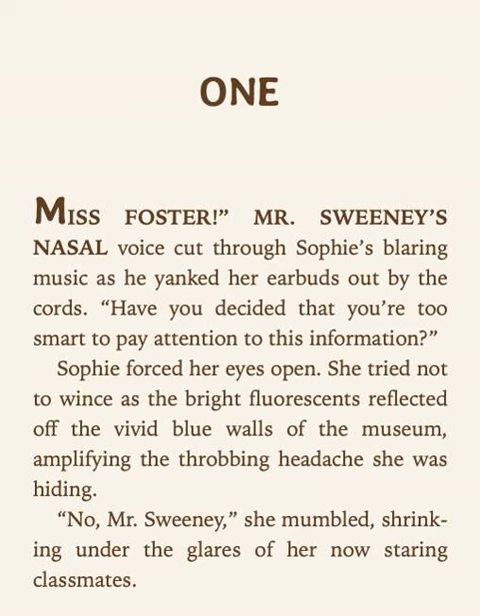 ONE
MISS FOSTER!” MR. SWEENEY’S
NASAL voice cut through Sophie’s blaring
music as he yanked her earbuds out by the
cords. “Have you decided that you’re too
smart to pay attention to this information?”
Sophie forced her eyes open. She tried not
to wince as the bright fluorescents reflected
off the vivid blue walls of the museum,
amplifying the throbbing headache she was
hiding.
“No, Mr. Sweeney,” she mumbled, shrink-
ing under the glares of her now staring
classmates.